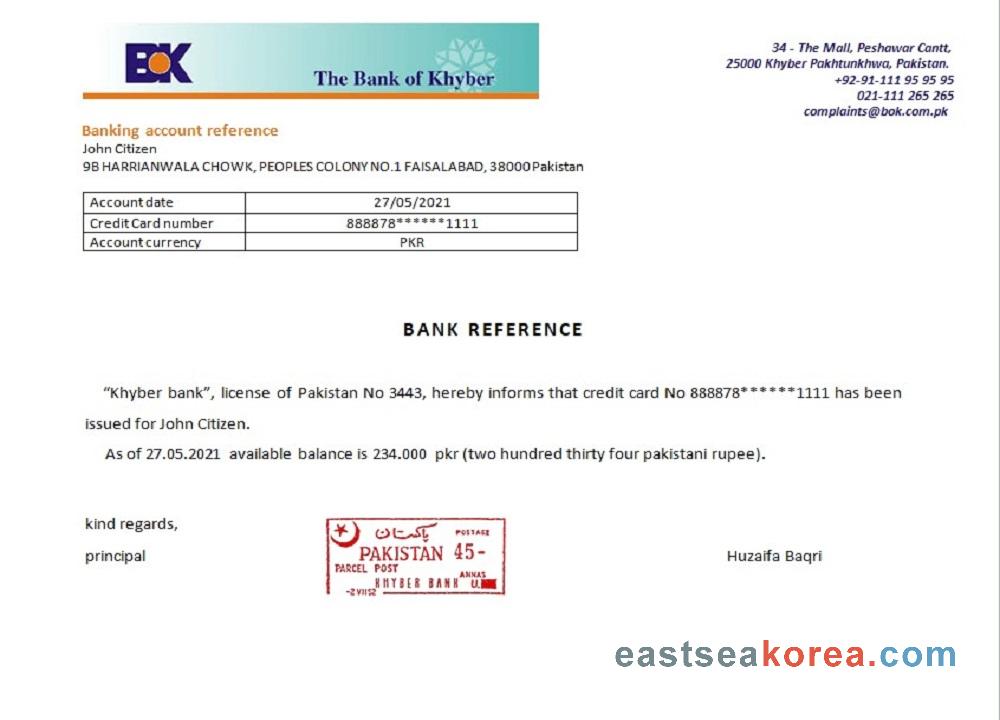 BOK
The Bank of Khyber
34 - The Mall, Peshawar Cantt,
25000 Khyber Pakhtunkhwa, Pakistan.
+92-91-111 95 95 95
021-111 265 265
complaints@bok.com.pk
Banking account reference
John Citizen
9B HARRIANWALA CHOWK, PEOPLES COLONY NO.1 FAISALABAD, 38000 Pakistan
Account date 27/05/2021
Credit Card number 888878******1111
Account currency PKR
BANK REFERENCE
“Khyber bank”, license of Pakistan No 3443, hereby informs that credit card No 888878******1111 has been
issued for John Citizen.
As of 27.05.2021 available balance is 234.000 pkr (two hundred thirty four pakistani rupee).
kind regards,
principal
پاکستان POSTAGE
PAKISTAN 45-
PARCEL POST
ANNAS
KHYBER BANK U.
-2 VII 52
Huzaifa Baqri
eastseakorea.com